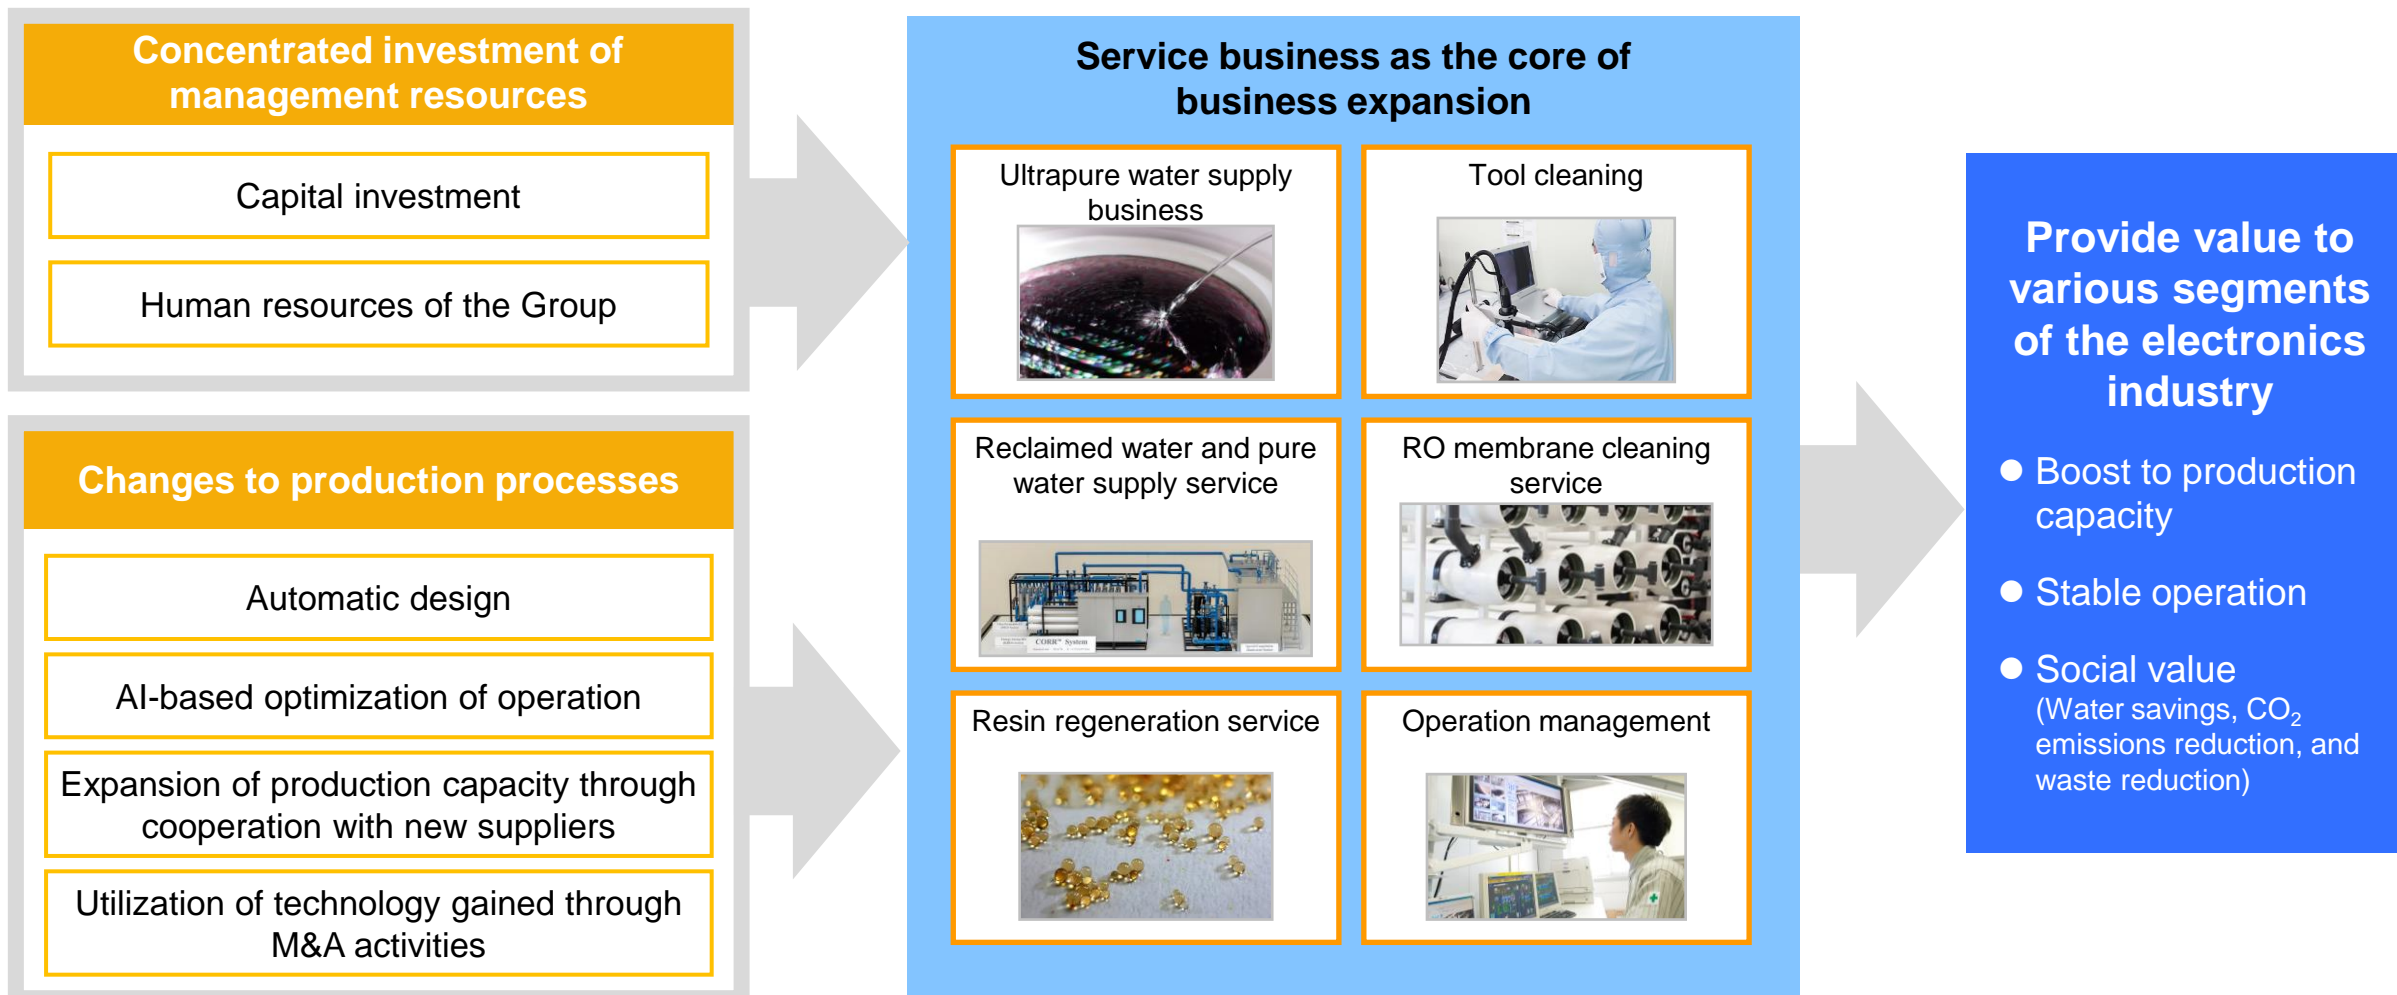 Concentrated investment of
management resources
Capital investment
Human resources of the Group
Changes to production processes
Automatic design
AI-based optimization of operation
Expansion of production capacity through
cooperation with new suppliers
Utilization of technology gained through
M&A activities
Service business as the core of
business expansion
Ultrapure water supply
business
Tool cleaning
Reclaimed water and pure
water supply service
CORR System
RO membrane cleaning
service
Resin regeneration service
Operation management
Provide value to
various segments
of the electronics
industry
● Boost to production
capacity
● Stable operation
● Social value
(Water savings, CO₂
emissions reduction, and
waste reduction)